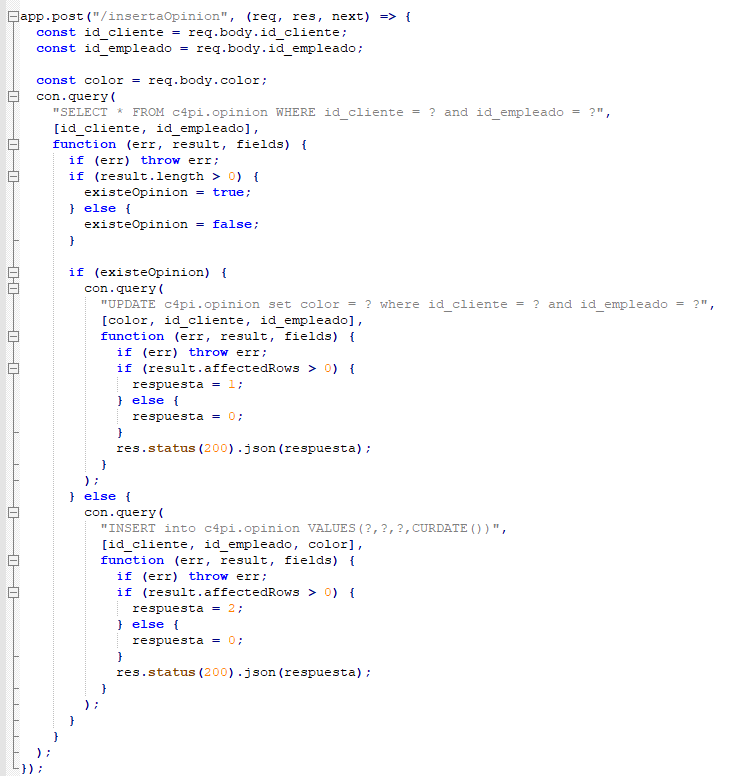 app.post("/insertaOpinion", (req, res, next) => {
  const id_cliente = req.body.id_cliente;
  const id_empleado = req.body.id_empleado;

  const color = req.body.color;
  con.query(
    "SELECT * FROM c4pi.opinion WHERE id_cliente = ? and id_empleado = ?",
    [id_cliente, id_empleado],
    function (err, result, fields) {
      if (err) throw err;
      if (result.length > 0) {
        existeOpinion = true;
      } else {
        existeOpinion = false;
      }

      if (existeOpinion) {
        con.query(
          "UPDATE c4pi.opinion set color = ? where id_cliente = ? and id_empleado = ?",
          [color, id_cliente, id_empleado],
          function (err, result, fields) {
            if (err) throw err;
            if (result.affectedRows > 0) {
              respuesta = 1;
            } else {
              respuesta = 0;
            }
            res.status(200).json(respuesta);
          }
        );
      } else {
        con.query(
          "INSERT into c4pi.opinion VALUES(?,?,?,CURDATE())",
          [id_cliente, id_empleado, color],
          function (err, result, fields) {
            if (err) throw err;
            if (result.affectedRows > 0) {
              respuesta = 2;
            } else {
              respuesta = 0;
            }
            res.status(200).json(respuesta);
          }
        );
      }
    }
  );
});